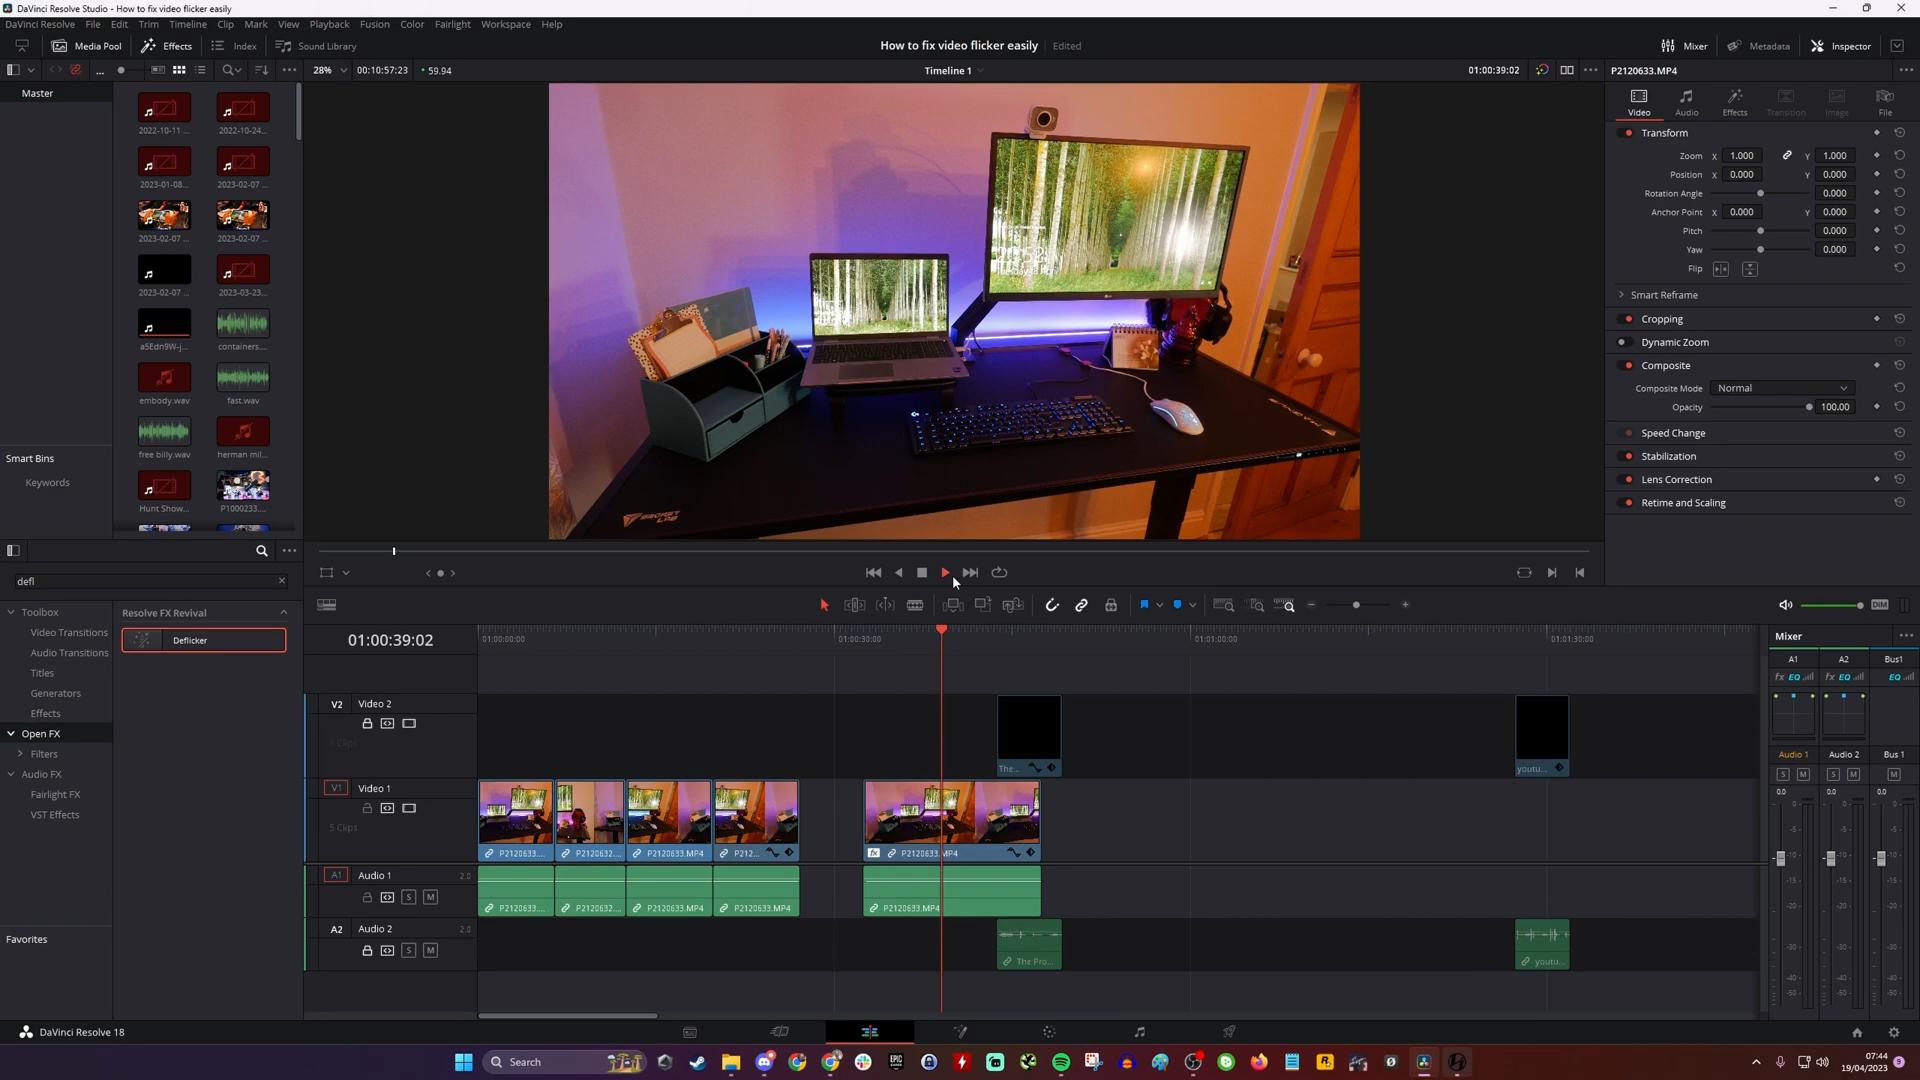 DaVinci Resolve Studio - How to fix video flicker easily
DaVinci Resolve File Edit Trim Timeline Clip Mark View Playback Fusion Color Fairlight Workspace Help
Media Pool Effects Index Sound Library How to fix video flicker easily Edited Mixer Metadata Inspector
28% 00:10:57:23 59.94 Timeline 1 01:00:39:02 P2120633.MP4
Master
2022-10-11 ... 2022-10-24...
2023-01-08... 2023-02-07 ...
2023-02-07 ... 2023-02-07 ...
2023-02-07 ... 2023-03-23...
a5Edn9W-j... containers....
embody.wav fast.wav
free billy.wav herman mil...
Hunt Show... P1000233....
Smart Bins
Keywords
Video Audio Effects Transition Image File
Transform
Zoom X 1.000 Y 1.000
Position X 0.000 Y 0.000
Rotation Angle 0.000
Anchor Point X 0.000 Y 0.000
Pitch 0.000
Yaw 0.000
Flip
Smart Reframe
Cropping
Dynamic Zoom
Composite
Composite Mode Normal
Opacity 100.00
Speed Change
Stabilization
Lens Correction
Retime and Scaling
SECRET LAB
defl
Toolbox
Video Transitions
Audio Transitions
Titles
Generators
Effects
Open FX
Filters
Audio FX
Fairlight FX
VST Effects
Favorites
Resolve FX Revival
Deflicker
DIM
01:00:39:02 01:00:00:00 01:00:30:00 01:01:00:00 01:01:30:00
V2 Video 2
The... youtu...
V1 Video 1
5 Clips
P2120633.... P2120632.... P2120633.MP4 P212... fx P2120633.MP4
A1 Audio 1 2.0
S M
P2120633.... P2120632.... P2120633.MP4 P2120633.MP4 P2120633.MP4
A2 Audio 2 2.0
S M
The Pro... youtu...
Mixer
A1 A2 Bus1
fx EQ fx EQ EQ
Audio 1 Audio 2 Bus 1
S M S M M
0.0 0.0 0.0
DaVinci Resolve 18
Search
07:44
19/04/2023